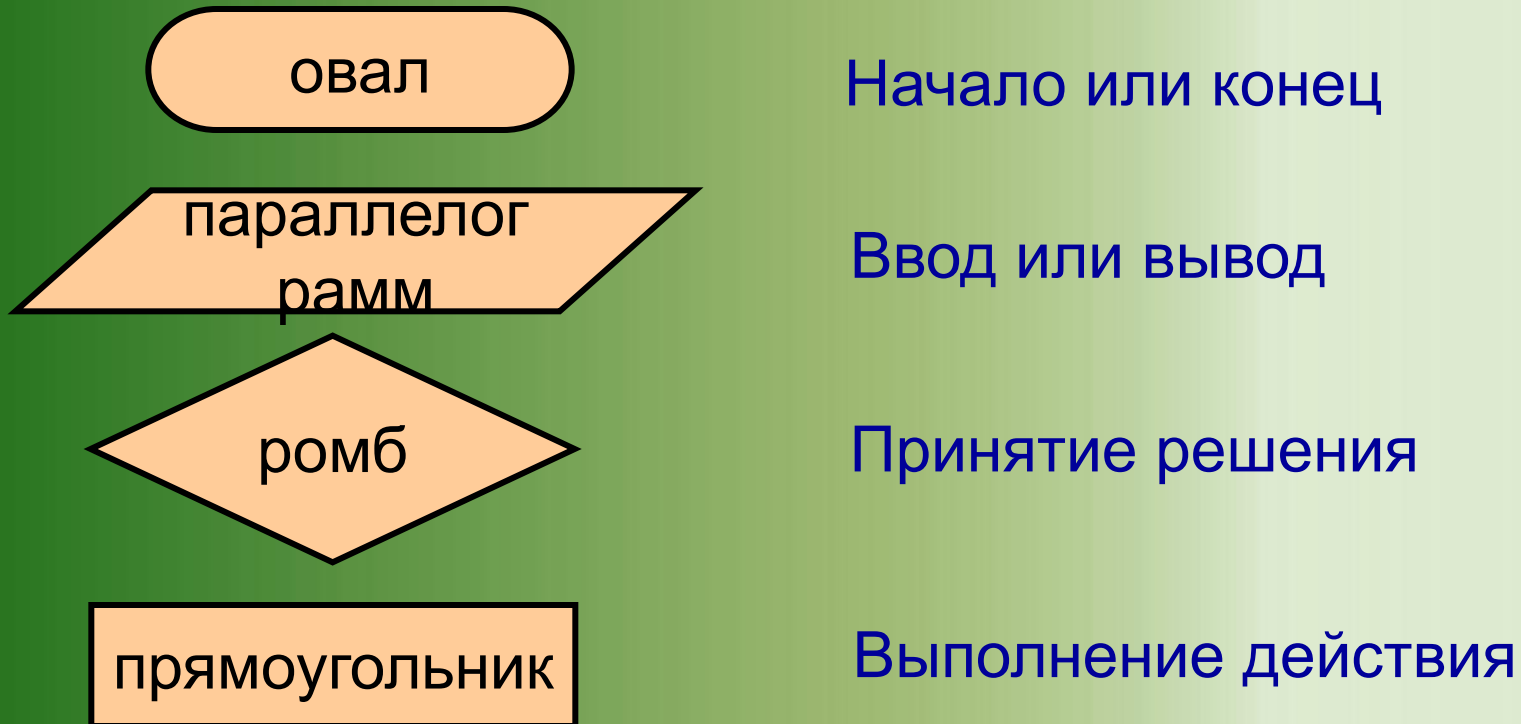 овал
Начало или конец
параллелог
рамм
Ввод или вывод
ромб
Принятие решения
прямоугольник
Выполнение действия